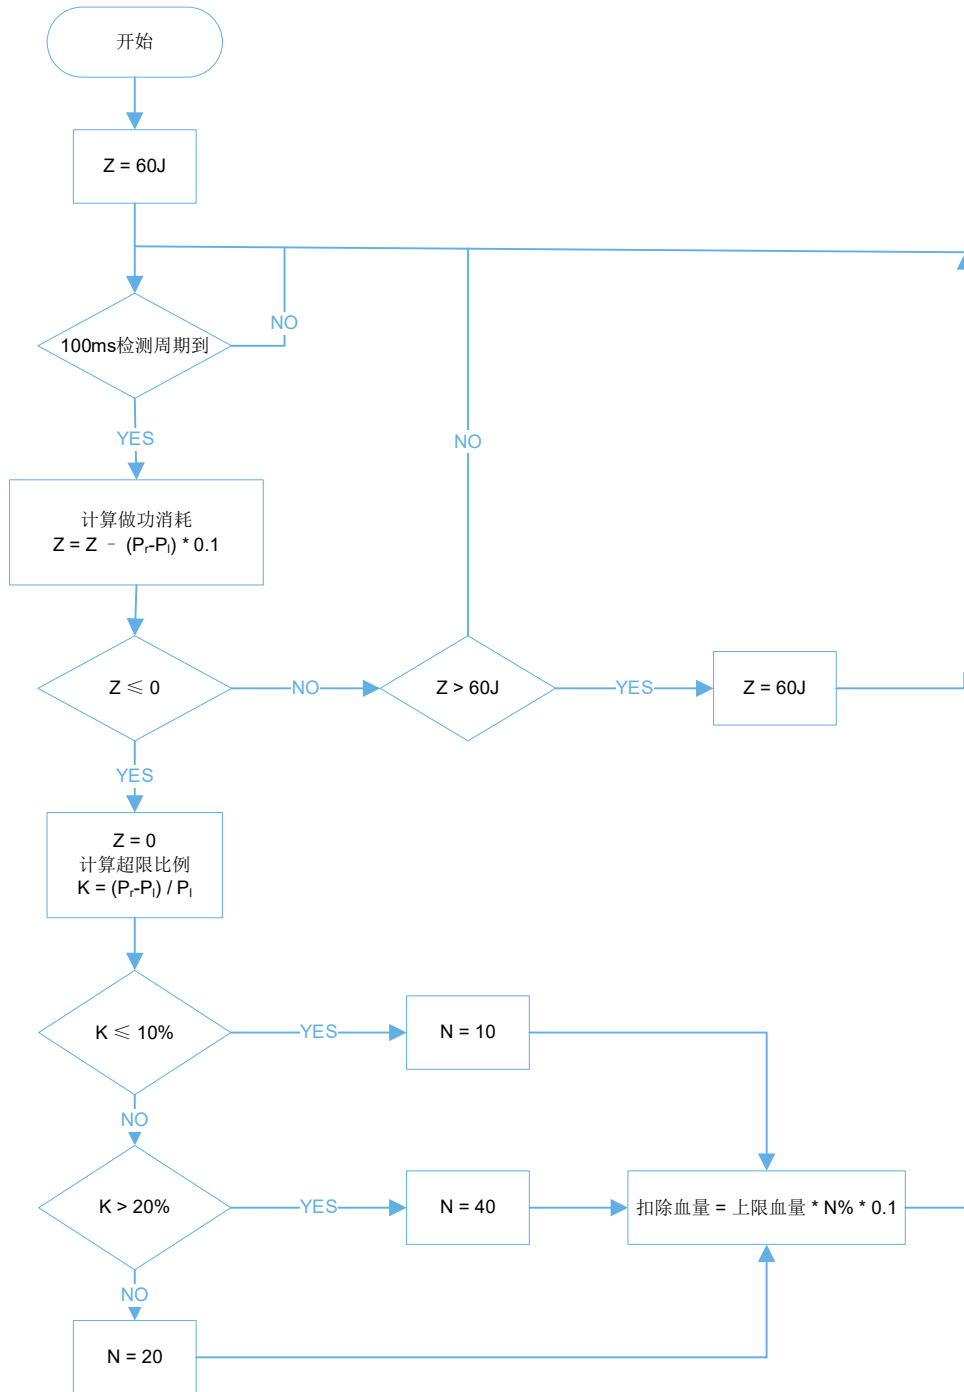 开始
Z = 60J
NO
100ms检测周期到
YES
NO
计算做功消耗
Z = Z - (Pr-Pl) * 0.1
Z ≤ 0
NO
Z > 60J
YES
Z = 60J
YES
Z = 0
计算超限比例
K = (Pr-Pl) / Pl
K ≤ 10%
YES
N = 10
NO
K > 20%
YES
N = 40
扣除血量 = 上限血量 * N% * 0.1
NO
N = 20